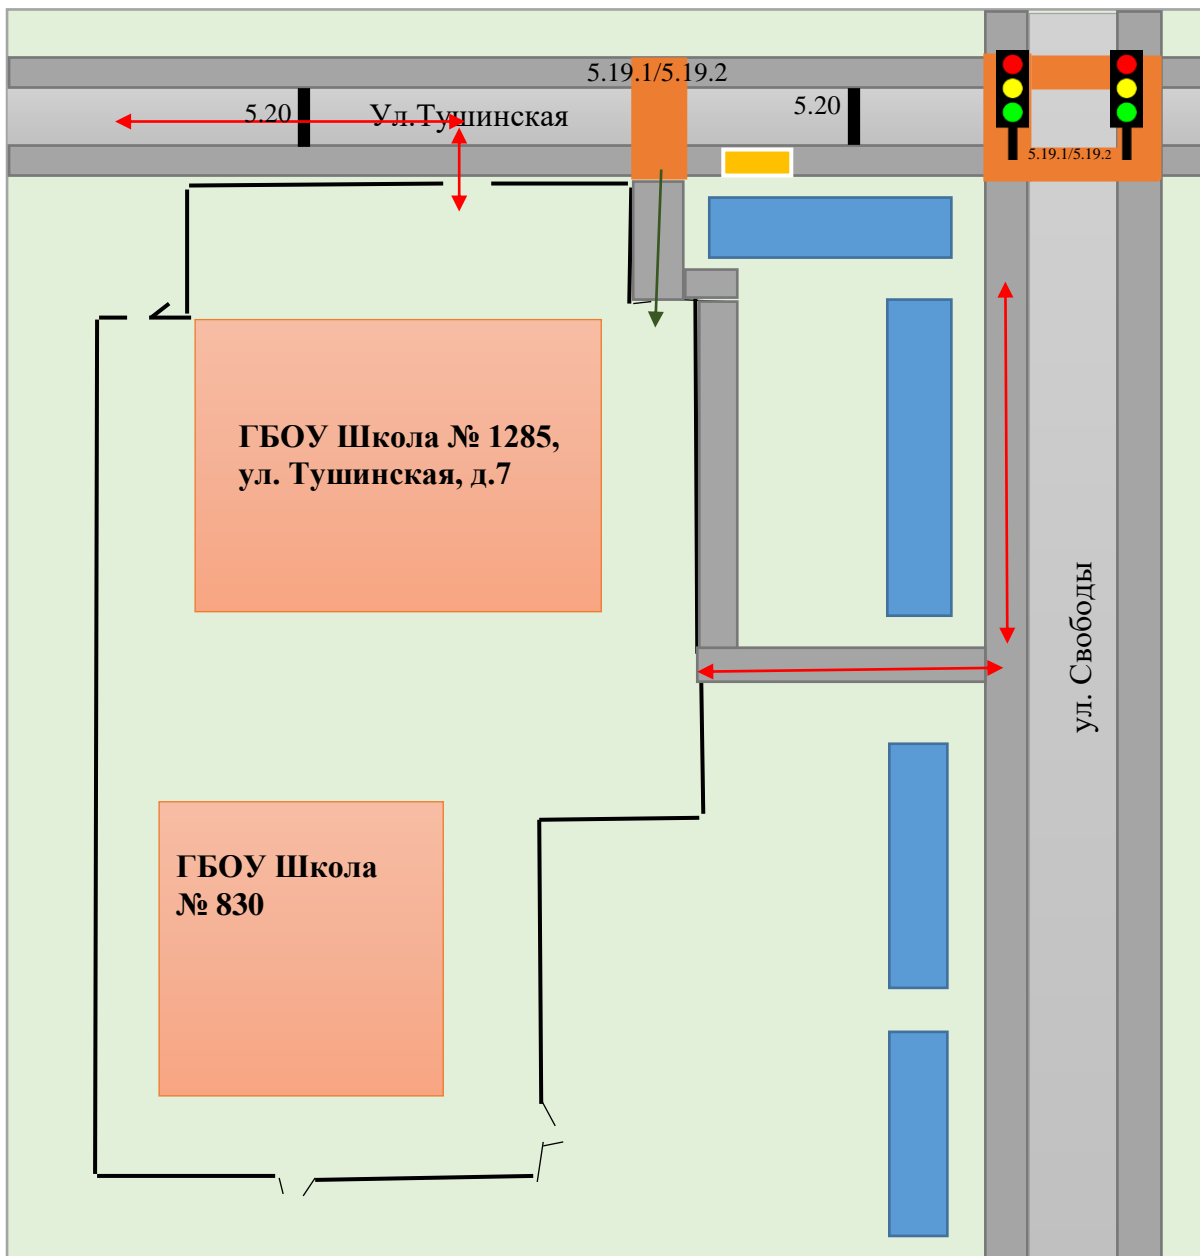 5.19.1/5.19.2
5.20
Ул.Тушинская
5.20
5.19.1/5.19.2
ГБОУ Школа № 1285,
ул. Тушинская, д.7
ул. Свободы
ГБОУ Школа
№ 830